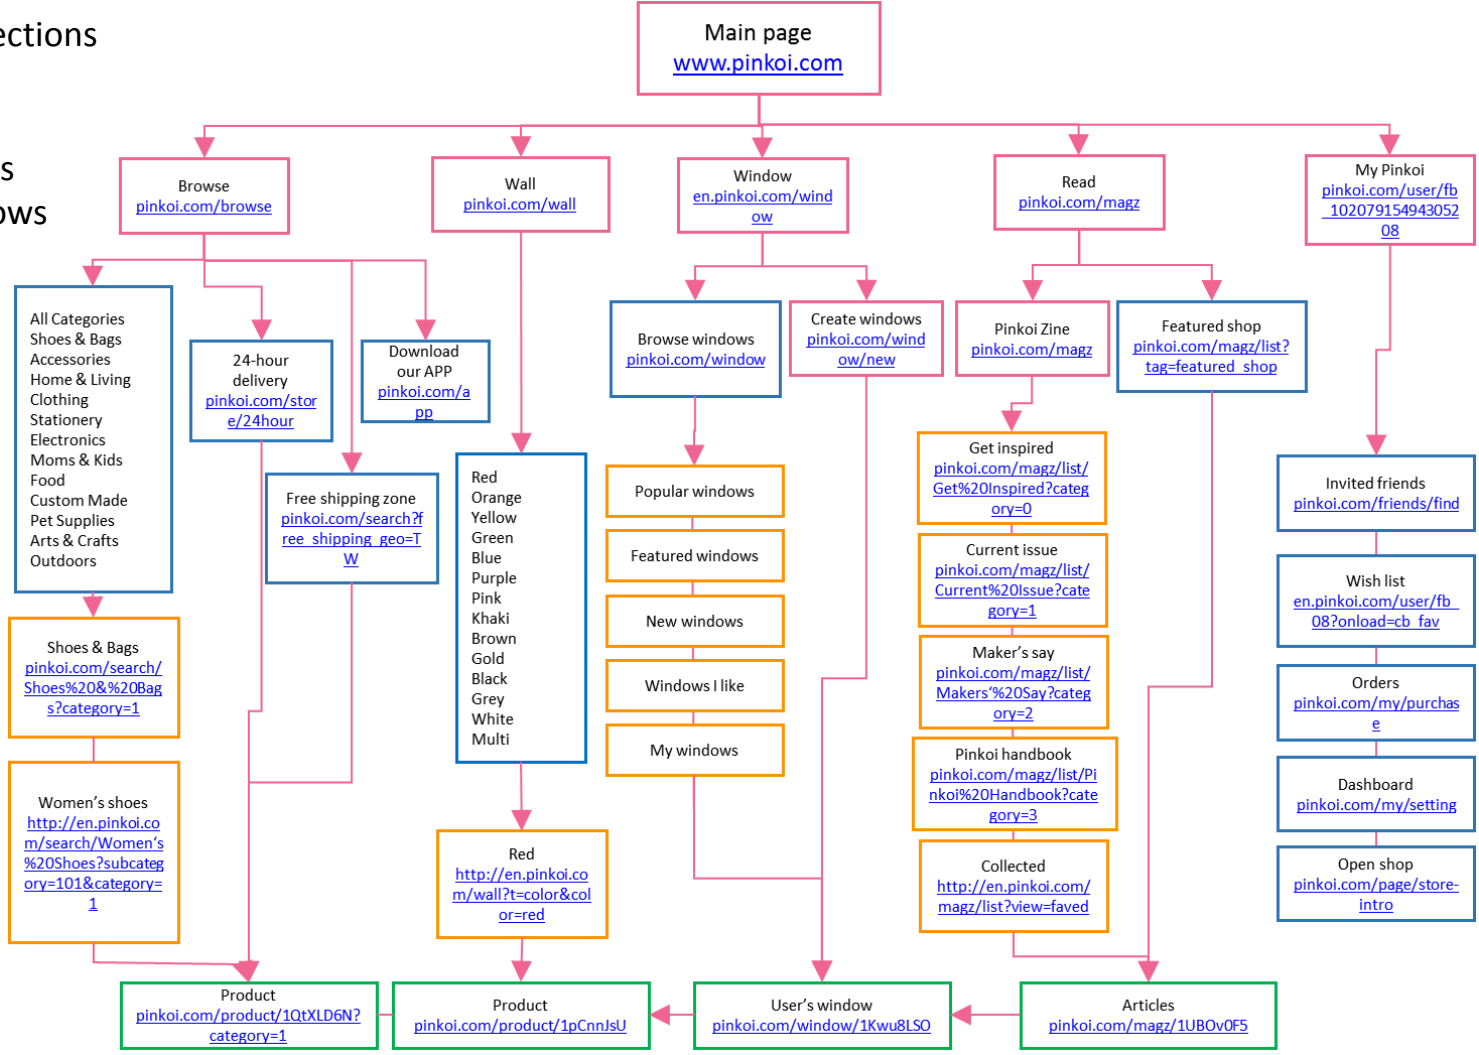 ections
s
ows
Main page
www.pinkoi.com
Browse
pinkoi.com/browse
Wall
pinkoi.com/wall
Window
en.pinkoi.com/wind
ow
Read
pinkoi.com/magz
My Pinkoi
pinkoi.com/user/fb
_102079154943052
08
All Categories
Shoes & Bags
Accessories
Home & Living
Clothing
Stationery
Electronics
Moms & Kids
Food
Custom Made
Pet Supplies
Arts & Crafts
Outdoors
24-hour
delivery
pinkoi.com/stor
e/24hour
Download
our APP
pinkoi.com/a
pp
Free shipping zone
pinkoi.com/search?f
ree_shipping_geo=T
W
Red
Orange
Yellow
Green
Blue
Purple
Pink
Khaki
Brown
Gold
Black
Grey
White
Multi
Browse windows
pinkoi.com/window
Create windows
pinkoi.com/wind
ow/new
Popular windows
Featured windows
New windows
Windows I like
My windows
Pinkoi Zine
pinkoi.com/magz
Featured shop
pinkoi.com/magz/list?
tag=featured_shop
Get inspired
pinkoi.com/magz/list/
Get%20Inspired?categ
ory=0
Current issue
pinkoi.com/magz/list/
Current%20Issue?cate
gory=1
Maker's say
pinkoi.com/magz/list/
Makers'%20Say?categ
ory=2
Pinkoi handbook
pinkoi.com/magz/list/Pi
nkoi%20Handbook?cate
gory=3
Collected
http://en.pinkoi.com/
magz/list?view=faved
Invited friends
pinkoi.com/friends/find
Wish list
en.pinkoi.com/user/fb_
08?onload=cb_fav
Orders
pinkoi.com/my/purchas
e
Dashboard
pinkoi.com/my/setting
Open shop
pinkoi.com/page/store-
intro
Shoes & Bags
pinkoi.com/search/
Shoes%20&%20Bag
s?category=1
Women's shoes
http://en.pinkoi.co
m/search/Women's
%20Shoes?subcateg
ory=101&category=
1
Red
http://en.pinkoi.co
m/wall?t=color&col
or=red
Product
pinkoi.com/product/1QtXLD6N?
category=1
Product
pinkoi.com/product/1pCnnJsU
User's window
pinkoi.com/window/1Kwu8LSO
Articles
pinkoi.com/magz/1UBOv0F5